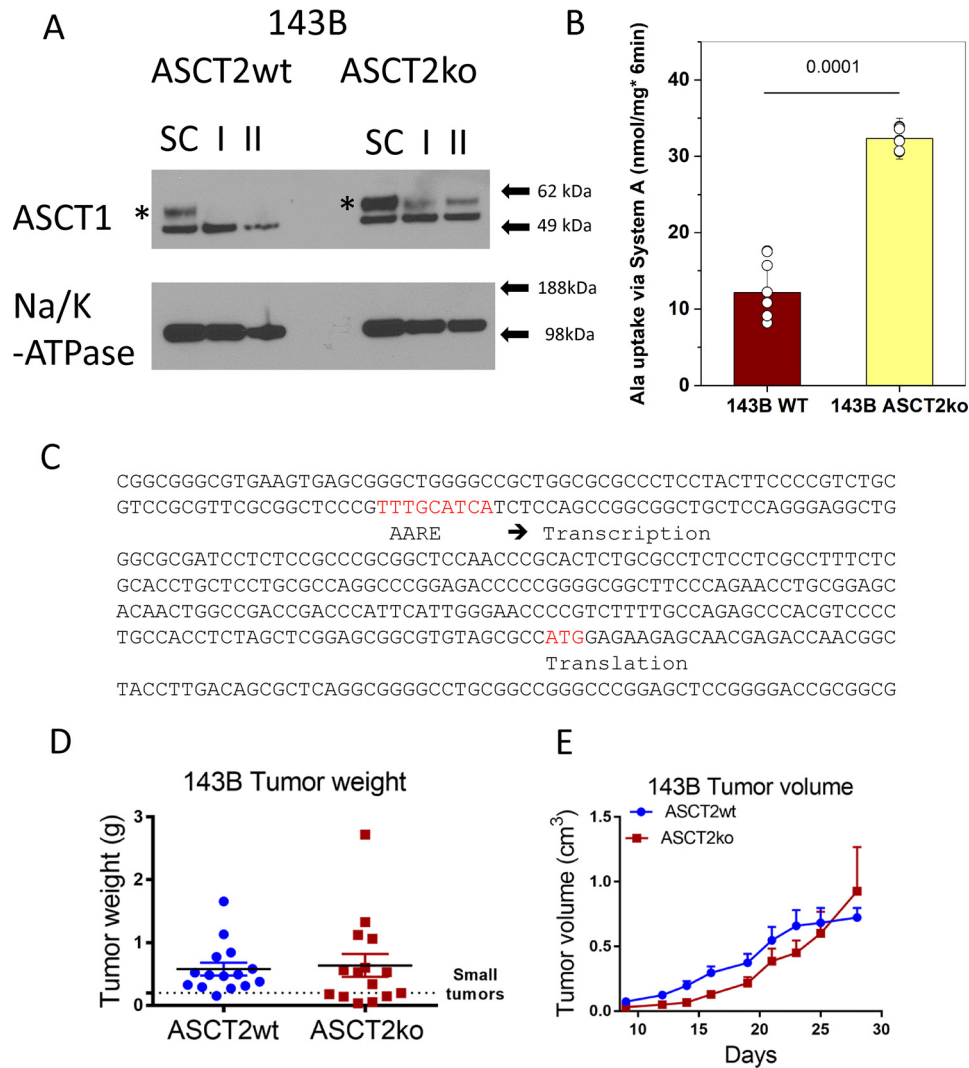 A
143B
ASCT2wt
ASCT2ko
SC I II
SC I II
ASCT1
*
*
62 kDa
49 kDa
Na/K
-ATPase
188kDa
98kDa
B
Ala uptake via System A (nmol/mg* 6min)
0.0001
40
30
20
10
0
143B WT
143B ASCT2ko
C
CGGCGGGCGTGAAGTGAGCGGGCTGGGGCCGCTGGCGCGCCCTCCTACTTCCCCGTCTGC
GTCCGCGTTCGCGGCTCCCGTTTGCATCATCTCCAGCCGGCGGCTGCTCCAGGGAGGCTG
AARE ➔ Transcription
GGCGCGATCCTCTCCGCCCGCGGCTCCAACCCGCACTCTGCGCCTCTCCTCGCCTTTCTC
GCACCTGCTCCTGCGCCAGGCCCGGAGACCCCCGGGGCGGCTTCCCAGAACCTGCGGAGC
ACAACTGGCCGACCGACCCATTCATTGGGAACCCCGTCTTTTGCCAGAGCCCACGTCCCC
TGCCACCTCTAGCTCGGAGCGGCGTGTAGCGCCATGGAGAAGAGCAACGAGACCAACGGC
Translation
TACCTTGACAGCGCTCAGGCGGGGCCTGCGGCCGGGCCCGGAGCTCCGGGGACCGCGGCG
D
143B Tumor weight
Tumor weight (g)
3
2
1
0
Small
tumors
ASCT2wt
ASCT2ko
E
143B Tumor volume
ASCT2wt
ASCT2ko
Tumor volume (cm³)
1.5
1.0
0.5
0.0
10 15 20 25 30
Days